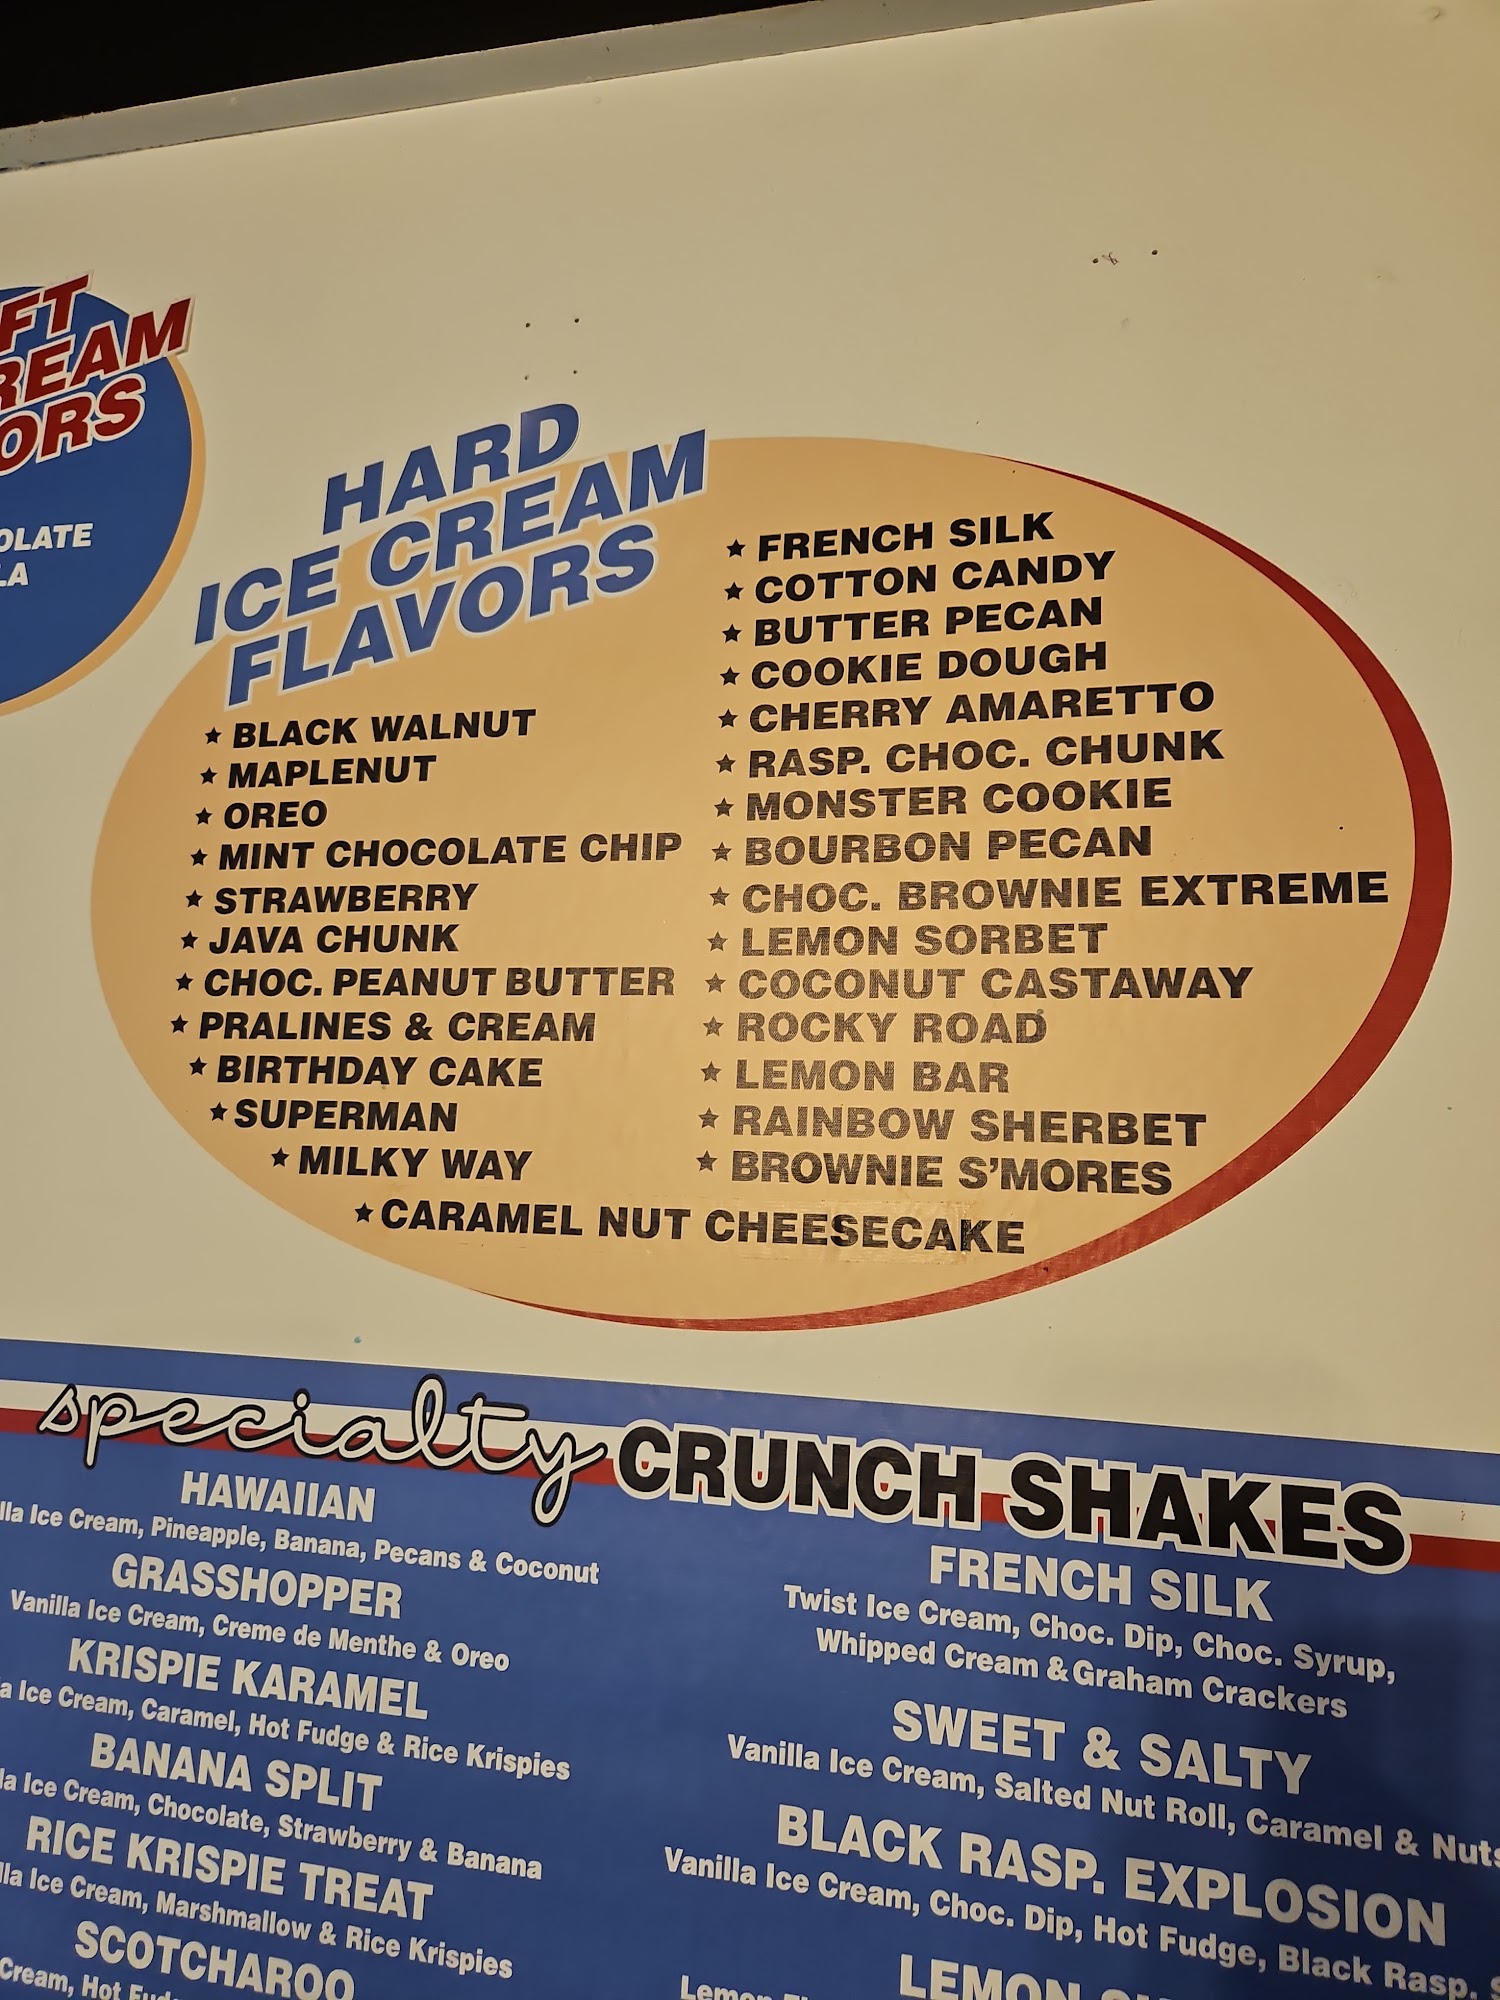 FT
REAM
ORS
OLATE
LA
HARD
ICE CREAM
FLAVORS
★ BLACK WALNUT
★ MAPLENUT
★ OREO
★ MINT CHOCOLATE CHIP
★ STRAWBERRY
★ JAVA CHUNK
★ CHOC. PEANUT BUTTER
★ PRALINES & CREAM
★ BIRTHDAY CAKE
★ SUPERMAN
★ MILKY WAY
★ CARAMEL NUT CHEESECAKE
★ FRENCH SILK
★ COTTON CANDY
★ BUTTER PECAN
★ COOKIE DOUGH
★ CHERRY AMARETTO
★ RASP. CHOC. CHUNK
★ MONSTER COOKIE
★ BOURBON PECAN
★ CHOC. BROWNIE EXTREME
★ LEMON SORBET
★ COCONUT CASTAWAY
★ ROCKY ROAD
★ LEMON BAR
★ RAINBOW SHERBET
★ BROWNIE S'MORES
specialty CRUNCH SHAKES
HAWAIIAN
lla Ice Cream, Pineapple, Banana, Pecans & Coconut
GRASSHOPPER
Vanilla Ice Cream, Creme de Menthe & Oreo
KRISPIE KARAMEL
a Ice Cream, Caramel, Hot Fudge & Rice Krispies
BANANA SPLIT
la Ice Cream, Chocolate, Strawberry & Banana
RICE KRISPIE TREAT
lla Ice Cream, Marshmallow & Rice Krispies
SCOTCHAROO
Cream, Hot
FRENCH SILK
Twist Ice Cream, Choc. Dip, Choc. Syrup,
Whipped Cream & Graham Crackers
SWEET & SALTY
Vanilla Ice Cream, Salted Nut Roll, Caramel & Nuts
BLACK RASP. EXPLOSION
Vanilla Ice Cream, Choc. Dip, Hot Fudge, Black Rasp.
LEMON
Lemon